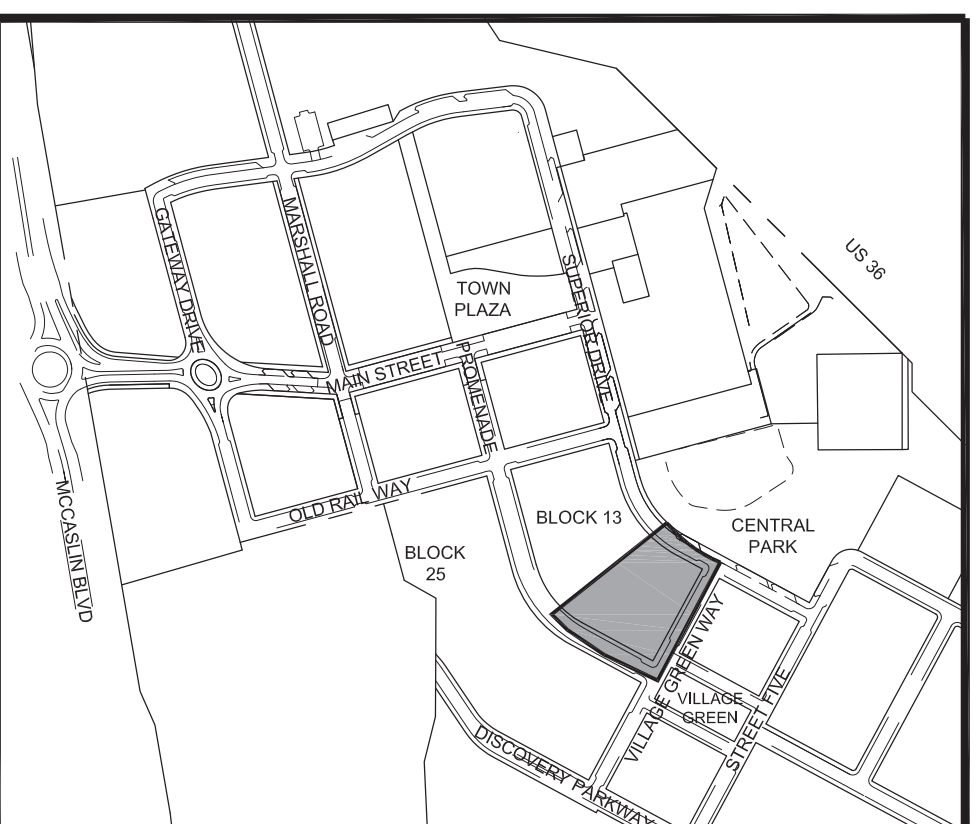 US 36
GATEWAY DRIVE
MARSHALL ROAD
TOWN
PLAZA
SUPERIOR DRIVE
MAIN STREET
PROMENADE
OLD RAIL WAY
MCCASLIN BLVD
BLOCK 13
BLOCK
25
CENTRAL
PARK
VILLAGE GREEN WAY
VILLAGE
GREEN
STREET FIVE
DISCOVERY PARKWAY